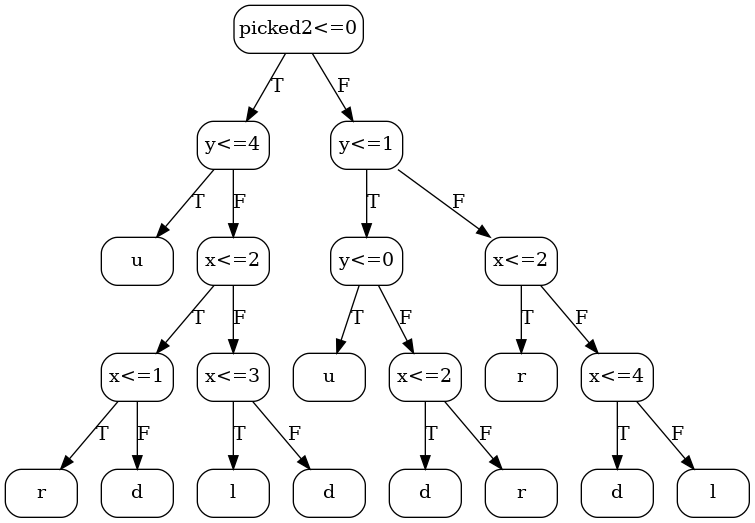 picked2<=0
T
F
y<=4
y<=1
T
F
T
F
u
x<=2
y<=0
x<=2
T
F
T
F
T
F
x<=1
x<=3
u
x<=2
r
x<=4
T
F
T
F
T
F
T
F
r
d
l
d
d
r
d
l